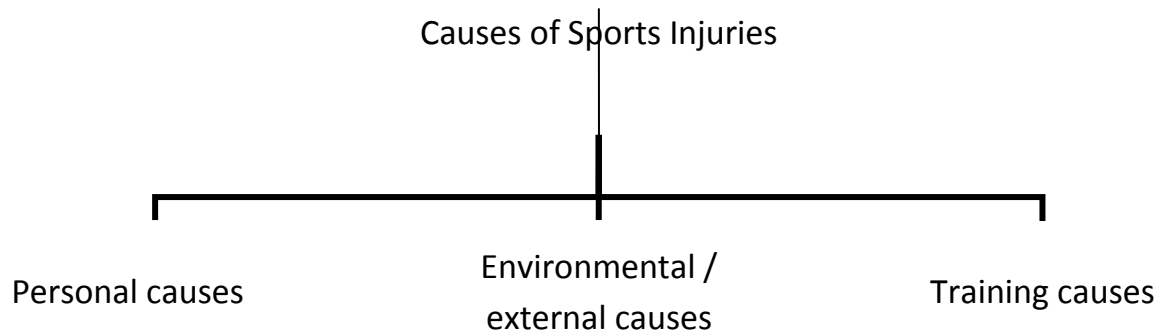 Causes of Sports Injuries
Personal causes
Environmental /
external causes
Training causes